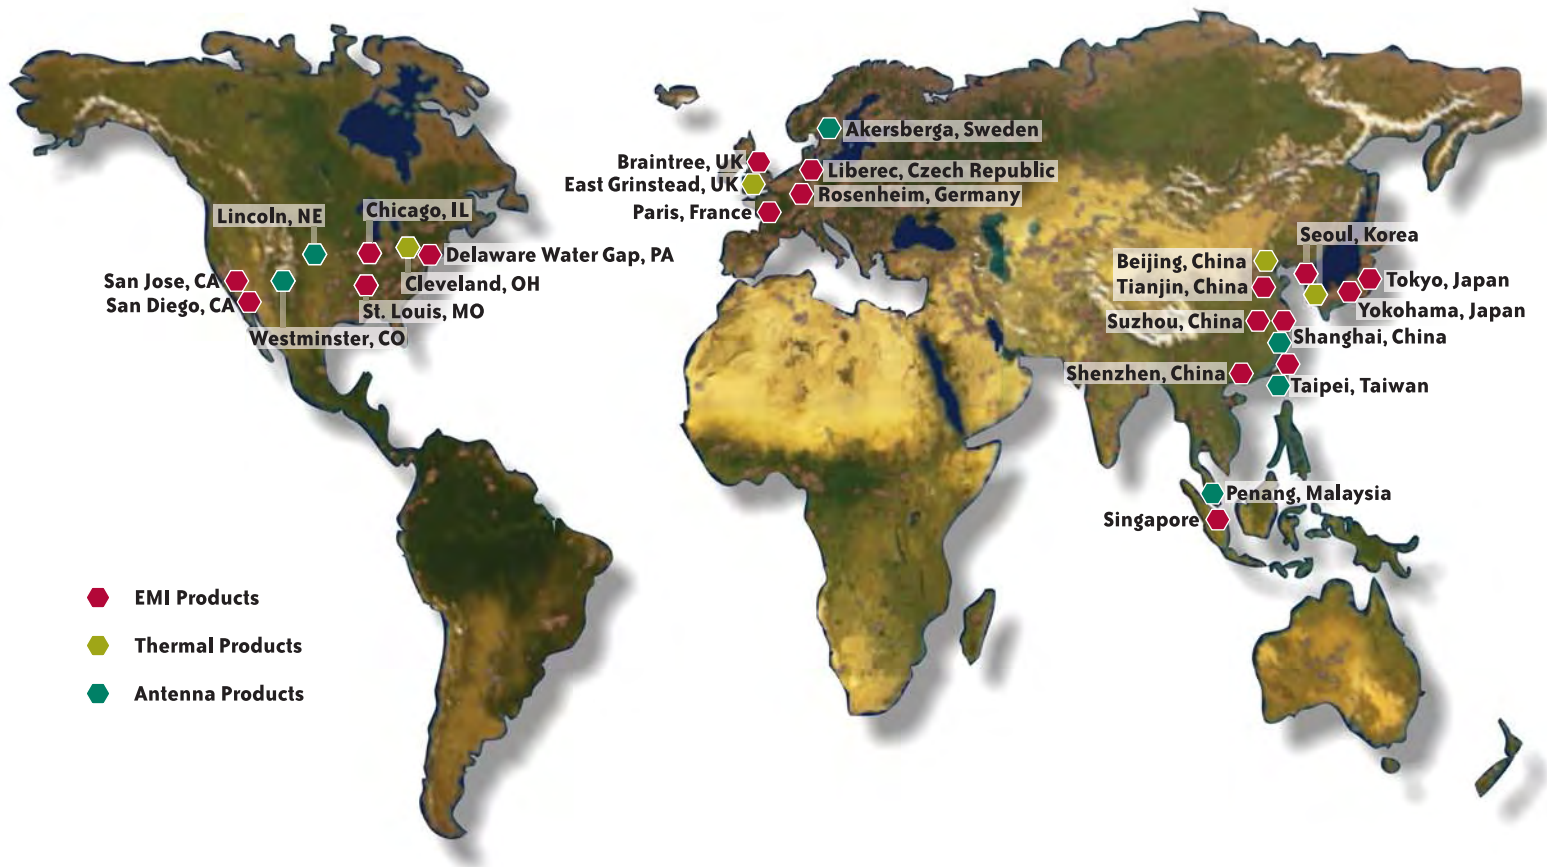 Akersberga, Sweden
Braintree, UK
Liberec, Czech Republic
East Grinstead, UK
Rosenheim, Germany
Paris, France
Lincoln, NE
Chicago, IL
Delaware Water Gap, PA
San Jose, CA
Cleveland, OH
San Diego, CA
St. Louis, MO
Westminster, CO
Seoul, Korea
Beijing, China
Tianjin, China
Tokyo, Japan
Yokohama, Japan
Suzhou, China
Shanghai, China
Shenzhen, China
Taipei, Taiwan
Penang, Malaysia
Singapore
EMI Products
Thermal Products
Antenna Products